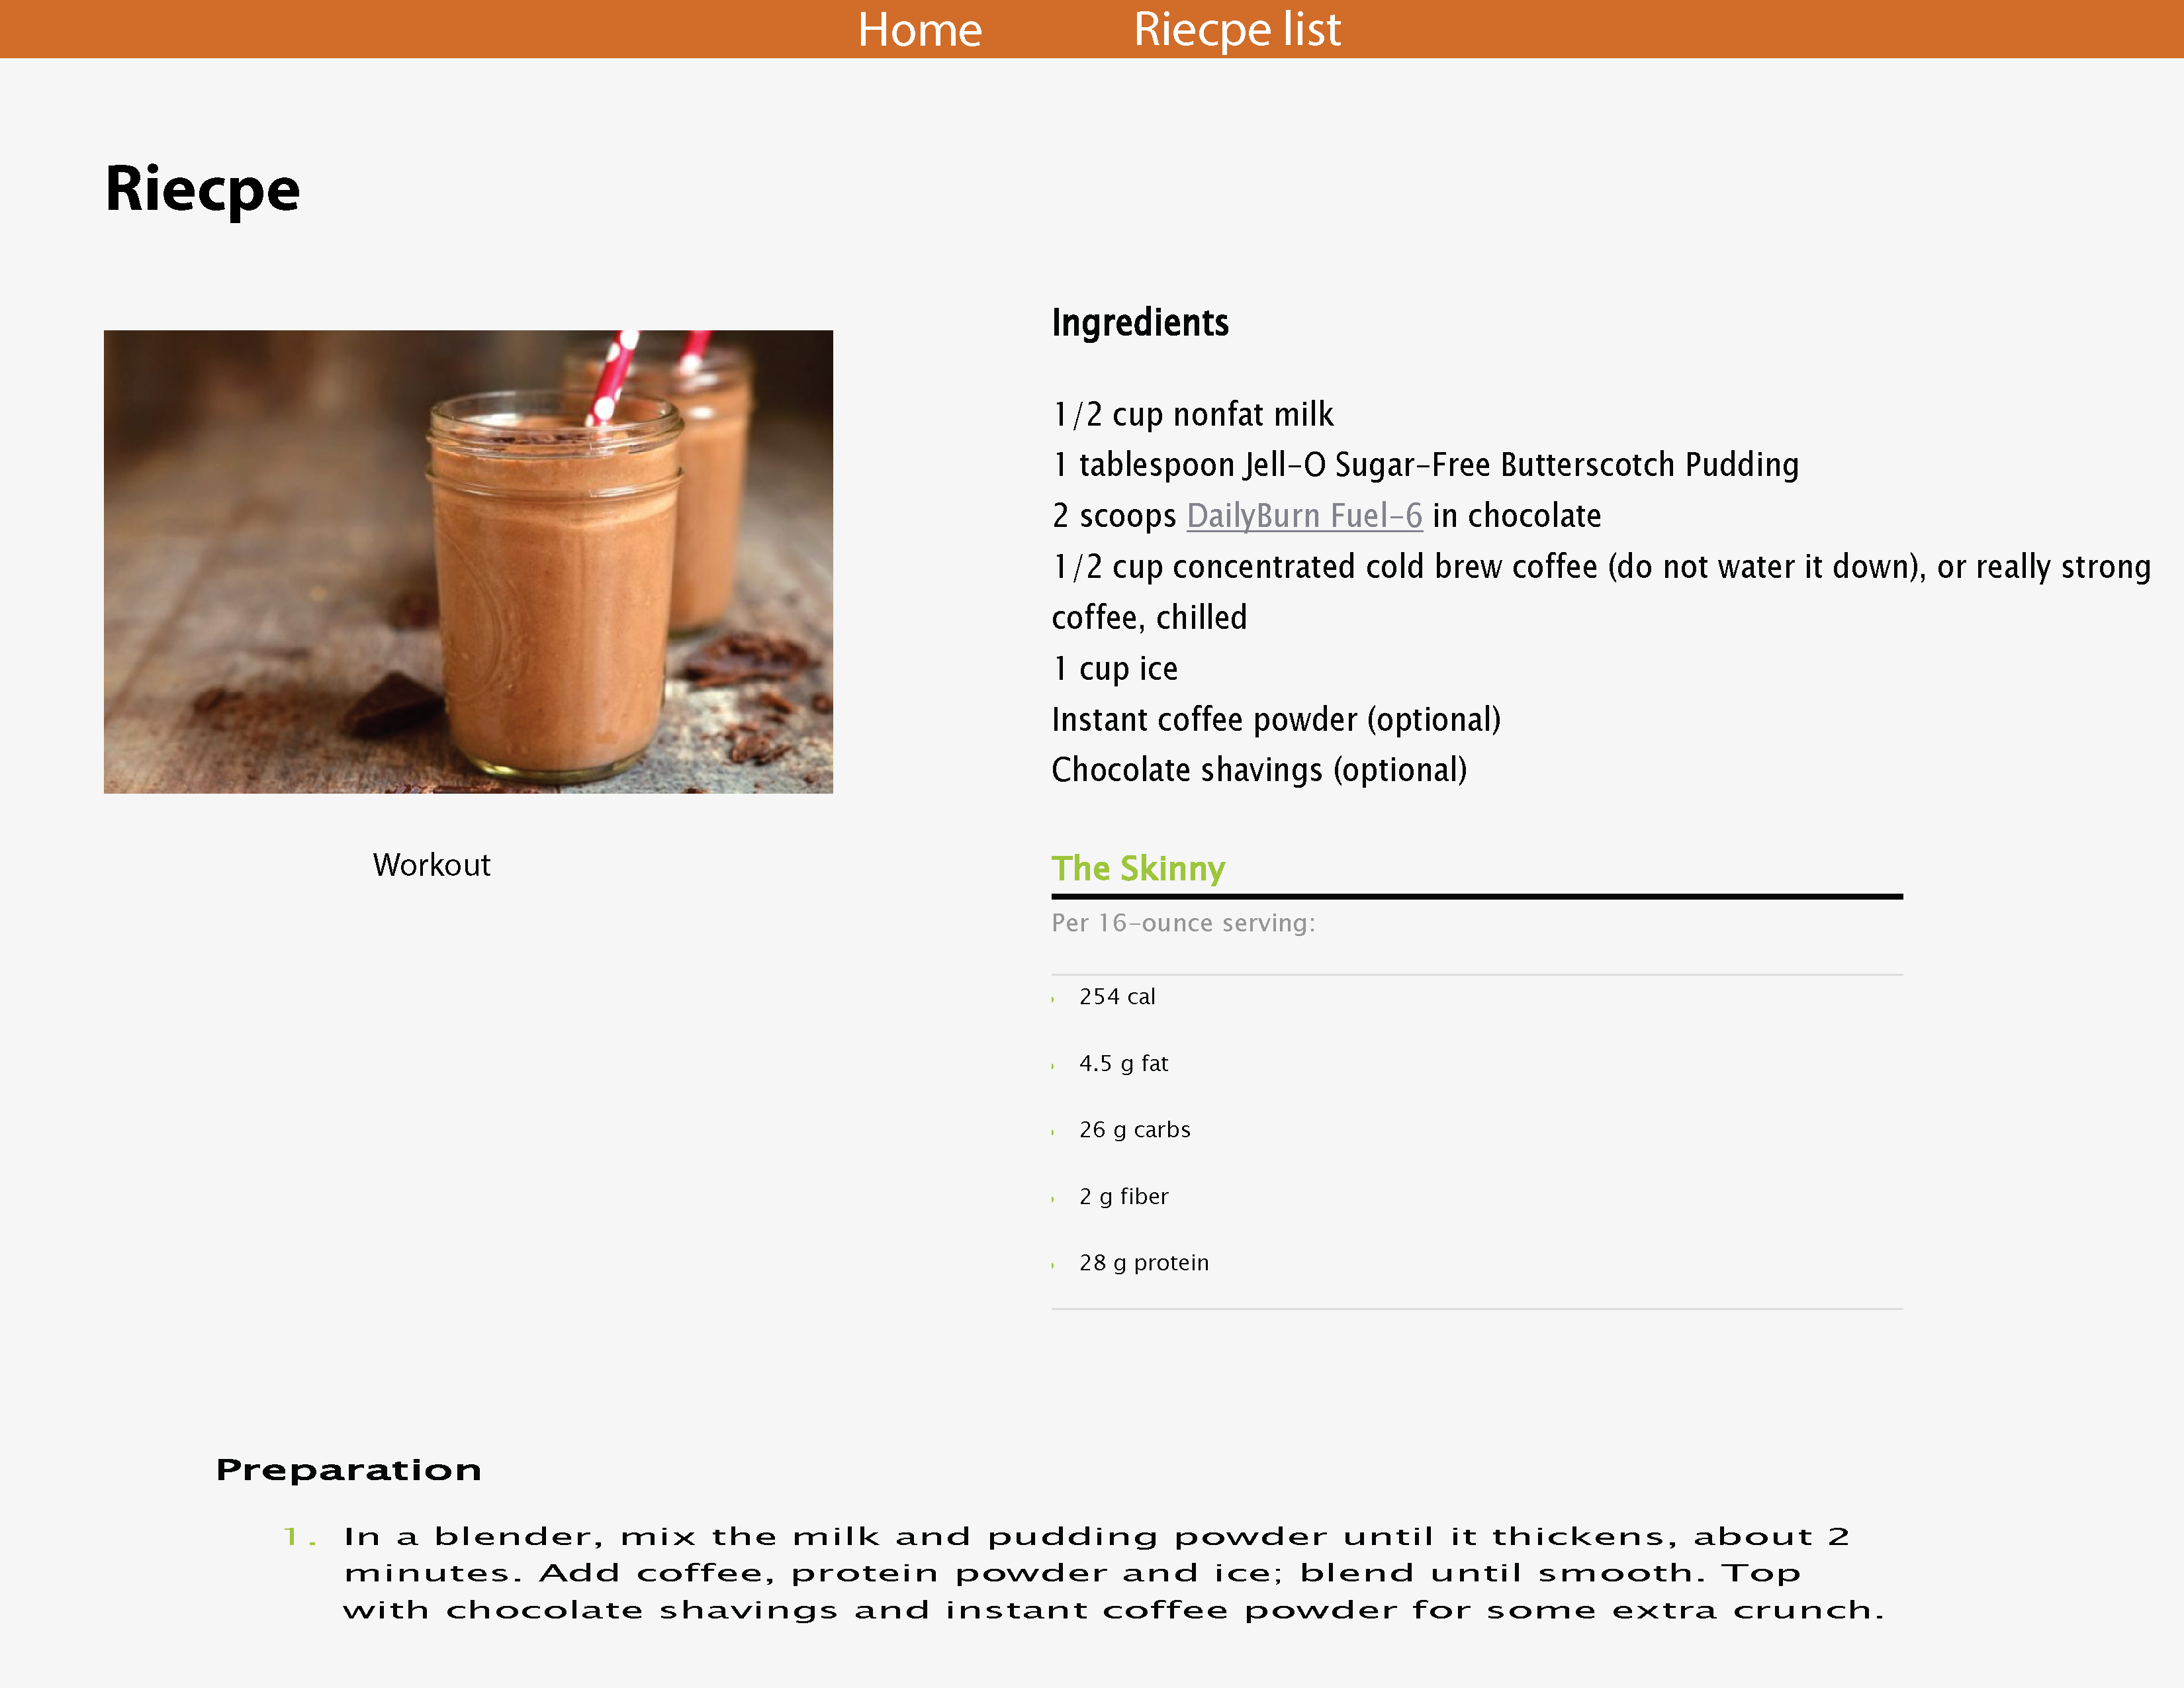 Home Riecpe list
Riecpe
Ingredients
1/2 cup nonfat milk
1 tablespoon Jell-O Sugar-Free Butterscotch Pudding
2 scoops DailyBurn Fuel-6 in chocolate
1/2 cup concentrated cold brew coffee (do not water it down), or really strong
coffee, chilled
1 cup ice
Instant coffee powder (optional)
Chocolate shavings (optional)
Workout
The Skinny
Per 16-ounce serving:
254 cal
4.5 g fat
26 g carbs
2 g fiber
28 g protein
Preparation
1. In a blender, mix the milk and pudding powder until it thickens, about 2
minutes. Add coffee, protein powder and ice; blend until smooth. Top
with chocolate shavings and instant coffee powder for some extra crunch.